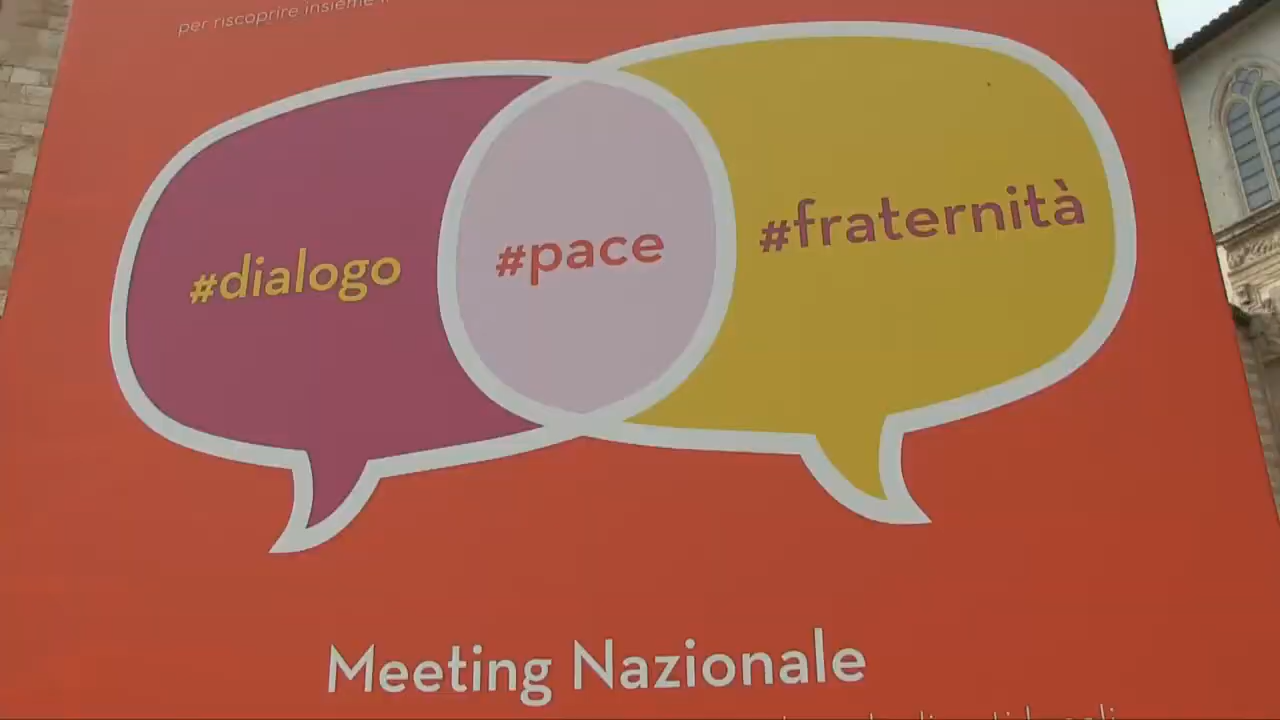 per riscoprire insieme
#dialogo
#pace
#fraternità
Meeting Nazionale